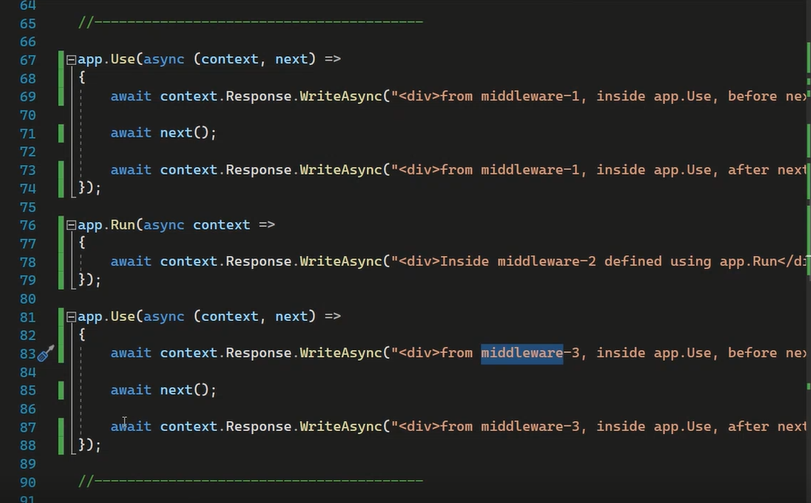 64
65 //----------------------------------------
66
67 app.Use(async (context, next) =>
68 {
69 await context.Response.WriteAsync("<div>from middleware-1, inside app.Use, before nex
70
71 await next();
72
73 await context.Response.WriteAsync("<div>from middleware-1, inside app.Use, after next
74 });
75
76 app.Run(async context =>
77 {
78 await context.Response.WriteAsync("<div>Inside middleware-2 defined using app.Run</di
79 });
80
81 app.Use(async (context, next) =>
82 {
83 await context.Response.WriteAsync("<div>from middleware-3, inside app.Use, before nex
84
85 await next();
86
87 await context.Response.WriteAsync("<div>from middleware-3, inside app.Use, after next
88 });
89
90 //----------------------------------------
91